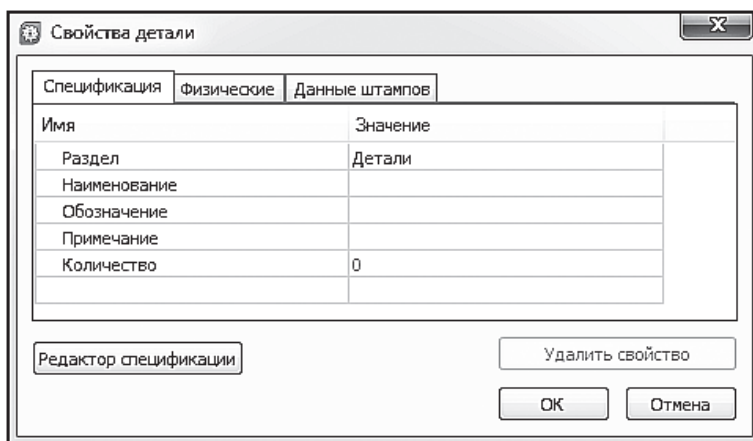 Свойства детали
Спецификация Физические Данные штампов
Имя Значение
Раздел Детали
Наименование
Обозначение
Примечание
Количество 0
Редактор спецификации Удалить свойство
ОК Отмена